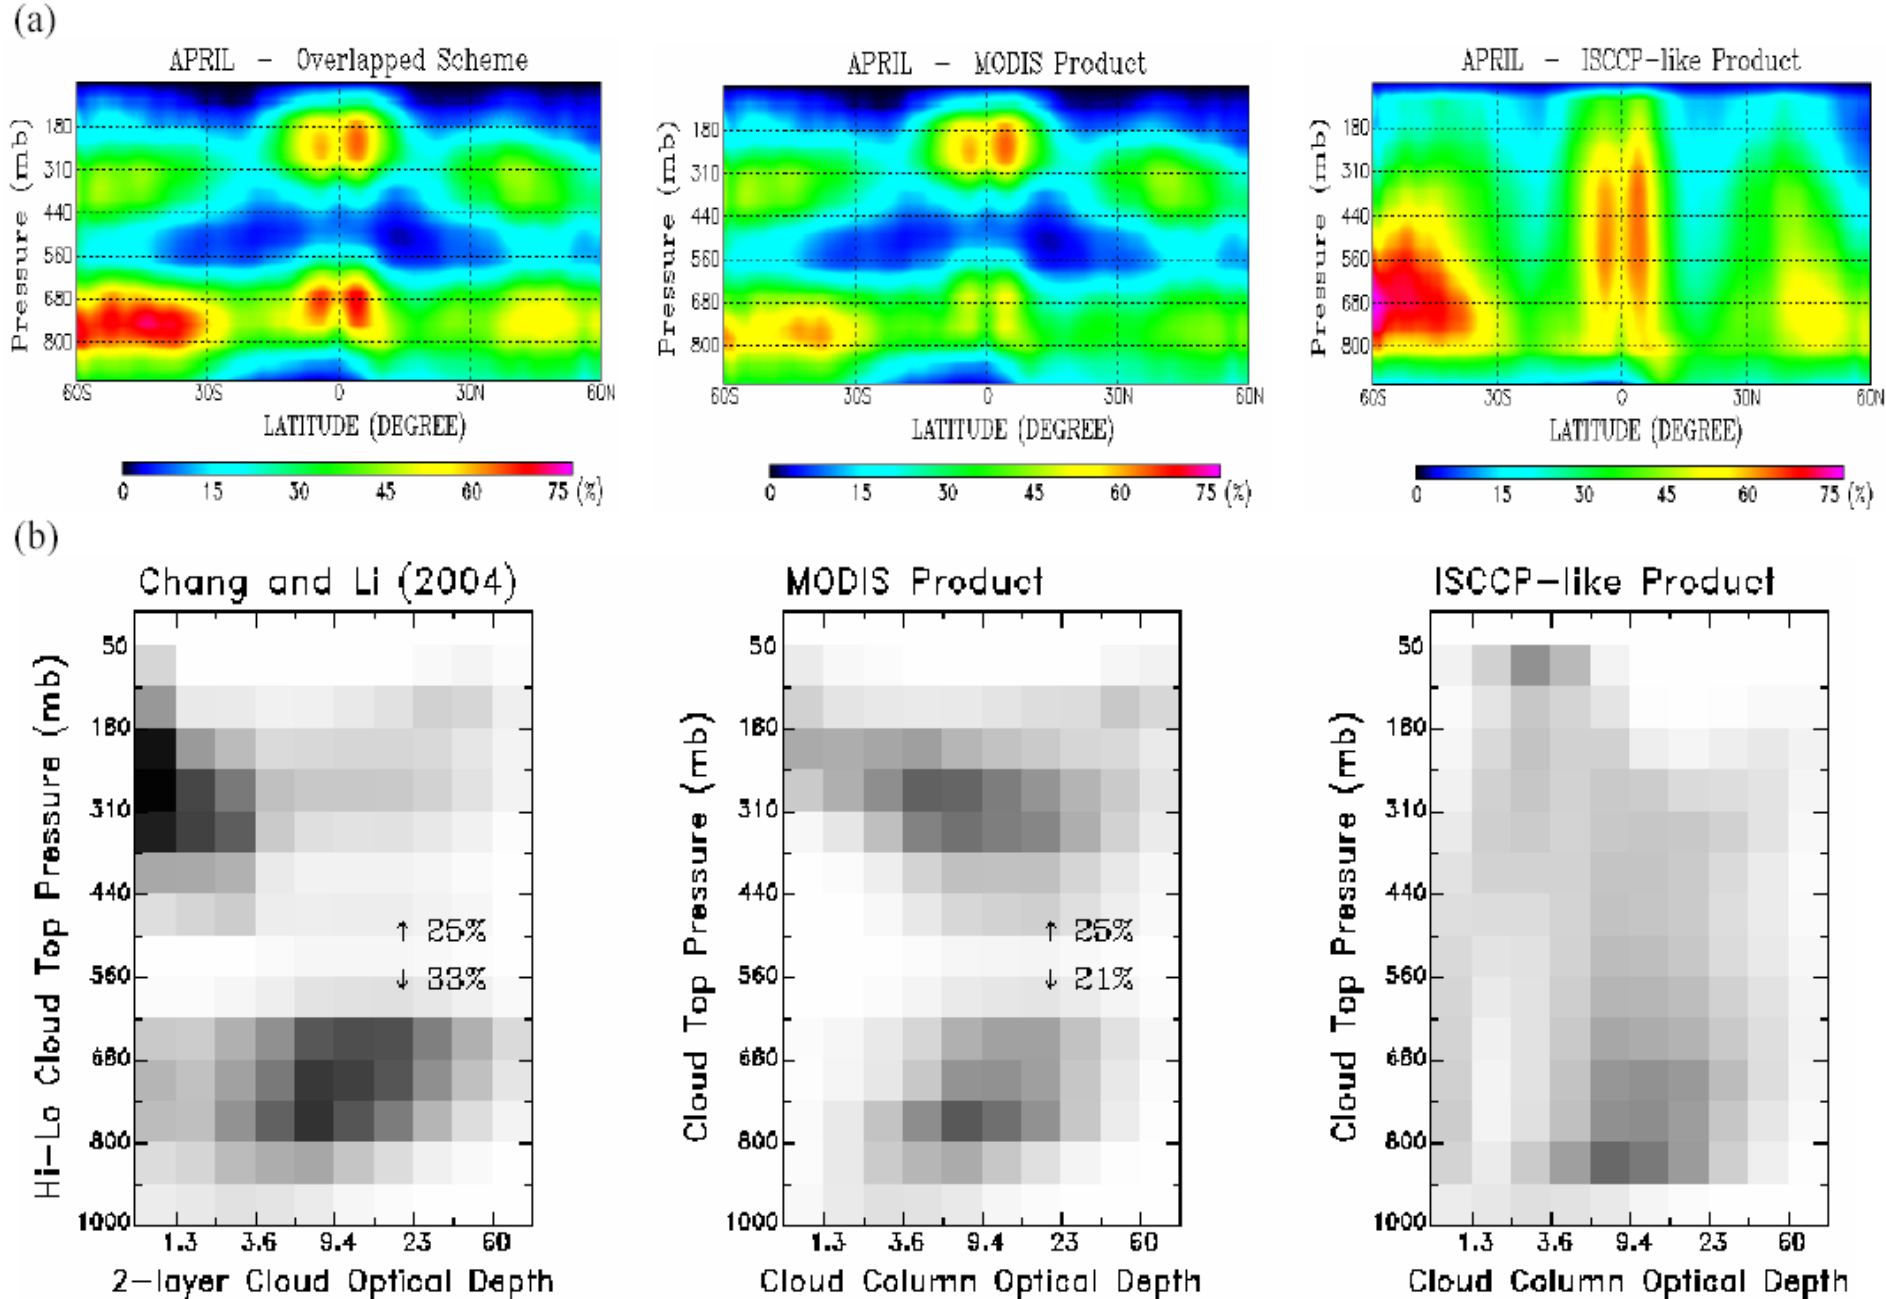 (a)
APRIL – Overlapped Scheme
Pressure (mb)
180
310
440
560
680
800
60S 30S 0 30N 60N
LATITUDE (DEGREE)
0 15 30 45 60 75 (%)
APRIL – MODIS Product
Pressure (mb)
180
310
440
560
680
800
60S 30S 0 30N 60N
LATITUDE (DEGREE)
0 15 30 45 60 75 (%)
APRIL – ISCCP-like Product
Pressure (mb)
180
310
440
560
680
800
60S 30S 0 30N 60N
LATITUDE (DEGREE)
0 15 30 45 60 75 (%)
(b)
Chang and Li (2004)
Hi-Lo Cloud Top Pressure (mb)
50
180
310
440
560
680
800
1000
↑ 25%
↓ 33%
1.3 3.6 9.4 23 60
2-layer Cloud Optical Depth
MODIS Product
Cloud Top Pressure (mb)
50
180
310
440
560
680
800
1000
↑ 25%
↓ 21%
1.3 3.6 9.4 23 60
Cloud Column Optical Depth
ISCCP-like Product
Cloud Top Pressure (mb)
50
180
310
440
560
680
800
1000
1.3 3.6 9.4 23 60
Cloud Column Optical Depth